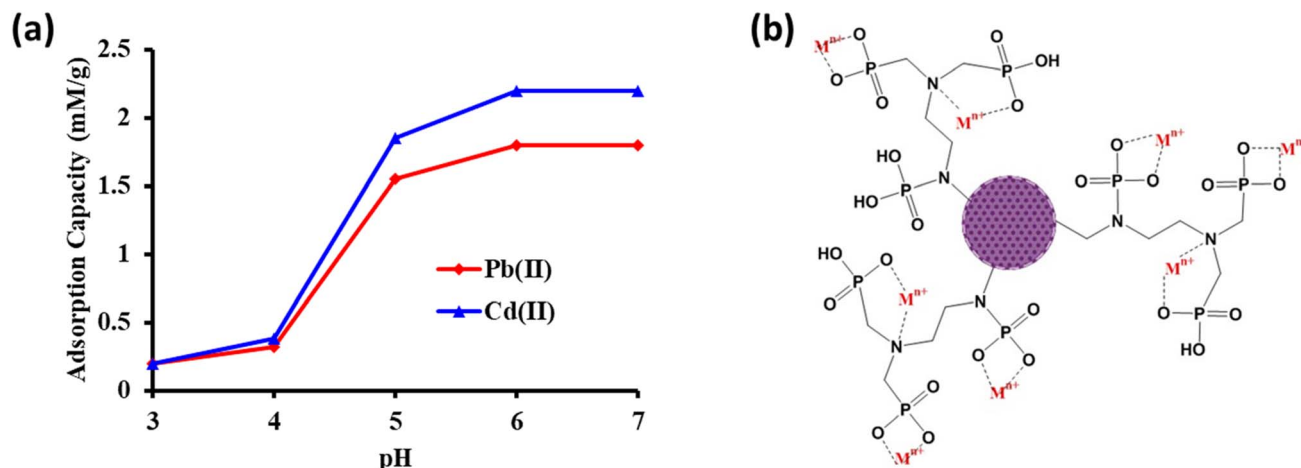 (a)
Adsorption Capacity (mM/g)
2.5
2
1.5
1
0.5
0
3 4 5 6 7
pH
Pb(II)
Cd(II)
(b)
Mⁿ⁺ O O
P P OH
O N
O O
Mⁿ⁺
HO O
P N
HO
O Mⁿ⁺ O Mⁿ
O P O O P O
N N
Mⁿ⁺
O P O
HO
HO O
P
O Mⁿ⁺
N O
P
N O O
Mⁿ⁺
P O
O O
Mⁿ⁺